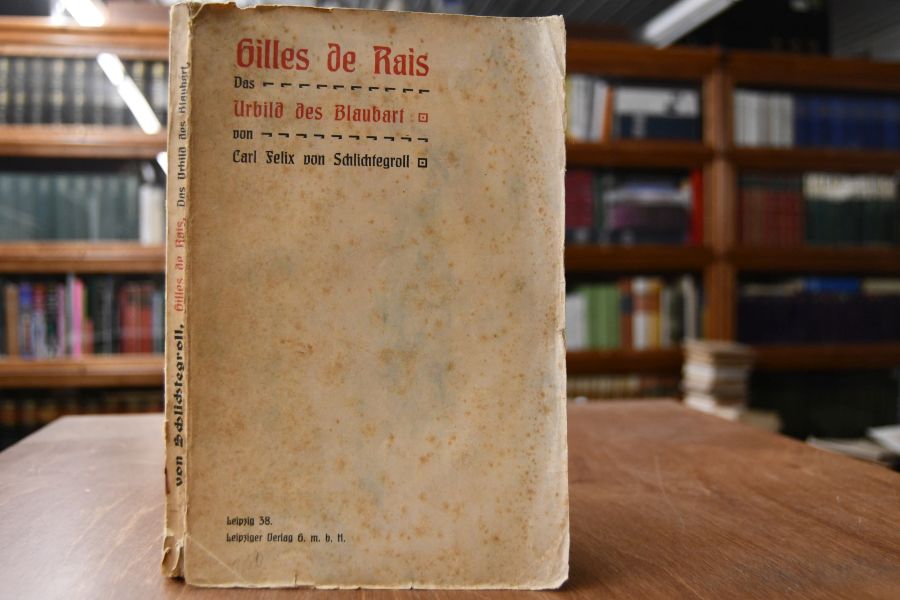 Gilles de Rais
Das
Urbild des Blaubart
von
Carl Felix von Schlichtegroll
Leipzig 38.
Leipziger Verlag G. m. b. H.
von Schlichtegroll, Gilles de Rais. Das Urbild des Blaubart.